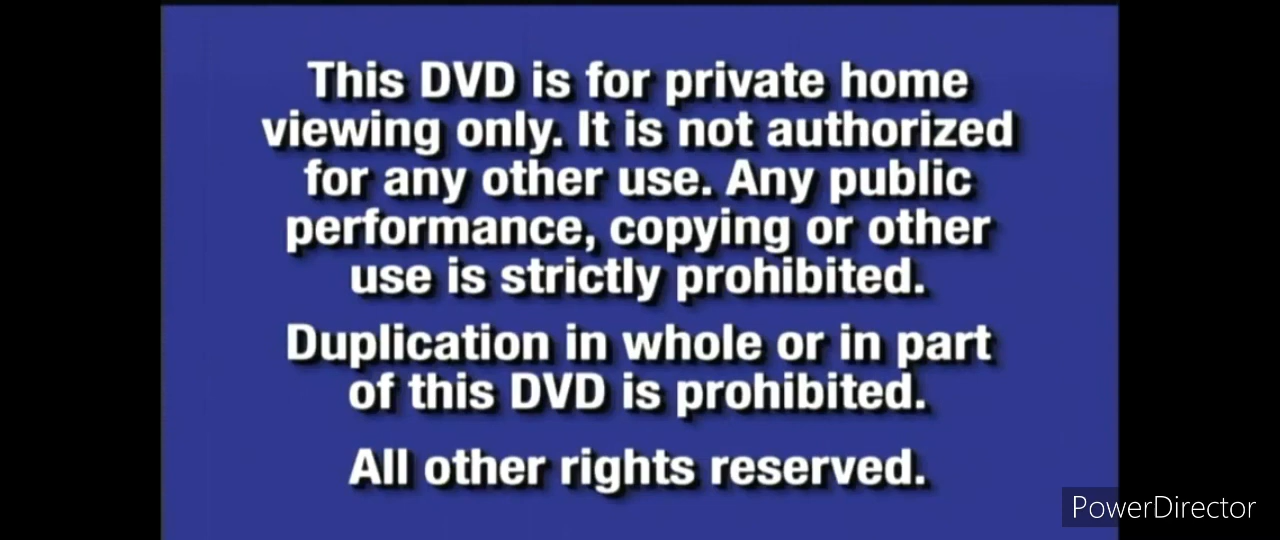 This DVD is for private home
viewing only. It is not authorized
for any other use. Any public
performance, copying or other
use is strictly prohibited.
Duplication in whole or in part
of this DVD is prohibited.
All other rights reserved.
PowerDirector